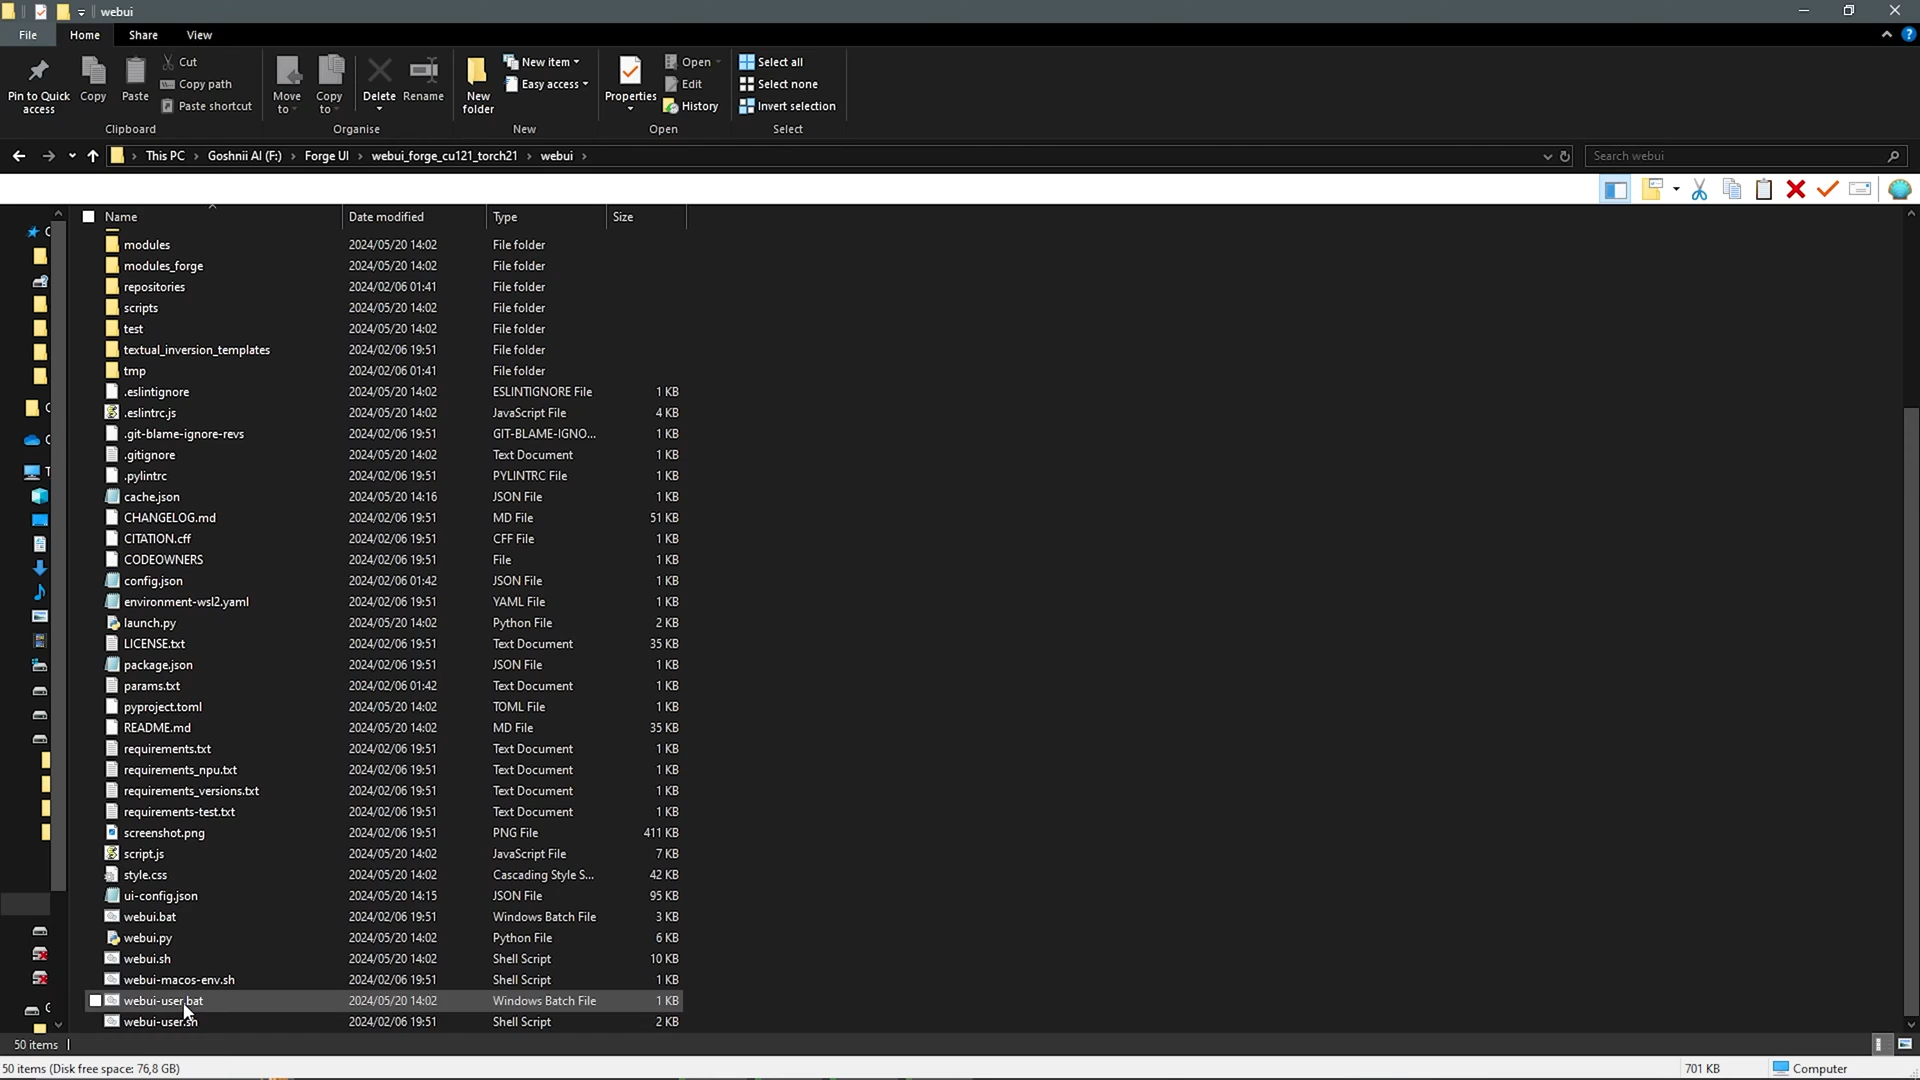 webui
File Home Share View
Pin to Quick access
Copy
Paste
Cut
Copy path
Paste shortcut
Clipboard
Move to
Copy to
Delete
Rename
Organise
New folder
New item
Easy access
New
Properties
Open
Edit
History
Open
Select all
Select none
Invert selection
Select
This PC > Goshnii AI (F:) > Forge UI > webui_forge_cu121_torch21 > webui >
Search webui
Name Date modified Type Size
modules 2024/05/20 14:02 File folder
modules_forge 2024/05/20 14:02 File folder
repositories 2024/02/06 01:41 File folder
scripts 2024/05/20 14:02 File folder
test 2024/05/20 14:02 File folder
textual_inversion_templates 2024/02/06 19:51 File folder
tmp 2024/02/06 01:41 File folder
.eslintignore 2024/05/20 14:02 ESLINTIGNORE File 1 KB
.eslintrc.js 2024/05/20 14:02 JavaScript File 4 KB
.git-blame-ignore-revs 2024/02/06 19:51 GIT-BLAME-IGNO... 1 KB
.gitignore 2024/05/20 14:02 Text Document 1 KB
.pylintrc 2024/02/06 19:51 PYLINTRC File 1 KB
cache.json 2024/05/20 14:16 JSON File 1 KB
CHANGELOG.md 2024/02/06 19:51 MD File 51 KB
CITATION.cff 2024/02/06 19:51 CFF File 1 KB
CODEOWNERS 2024/02/06 19:51 File 1 KB
config.json 2024/02/06 01:42 JSON File 1 KB
environment-wsl2.yaml 2024/02/06 19:51 YAML File 1 KB
launch.py 2024/05/20 14:02 Python File 2 KB
LICENSE.txt 2024/02/06 19:51 Text Document 35 KB
package.json 2024/02/06 19:51 JSON File 1 KB
params.txt 2024/02/06 01:42 Text Document 1 KB
pyproject.toml 2024/02/06 19:51 TOML File 1 KB
README.md 2024/05/20 14:02 MD File 35 KB
requirements.txt 2024/02/06 19:51 Text Document 1 KB
requirements_npu.txt 2024/02/06 19:51 Text Document 1 KB
requirements_versions.txt 2024/02/06 19:51 Text Document 1 KB
requirements-test.txt 2024/02/06 19:51 Text Document 1 KB
screenshot.png 2024/02/06 19:51 PNG File 411 KB
script.js 2024/05/20 14:02 JavaScript File 7 KB
style.css 2024/05/20 14:02 Cascading Style S... 42 KB
ui-config.json 2024/05/20 14:15 JSON File 95 KB
webui.bat 2024/02/06 19:51 Windows Batch File 3 KB
webui.py 2024/05/20 14:02 Python File 6 KB
webui.sh 2024/05/20 14:02 Shell Script 10 KB
webui-macos-env.sh 2024/02/06 19:51 Shell Script 1 KB
webui-user.bat 2024/05/20 14:02 Windows Batch File 1 KB
webui-user.sh 2024/02/06 19:51 Shell Script 2 KB
50 items
50 items (Disk free space: 76,8 GB) 701 KB Computer